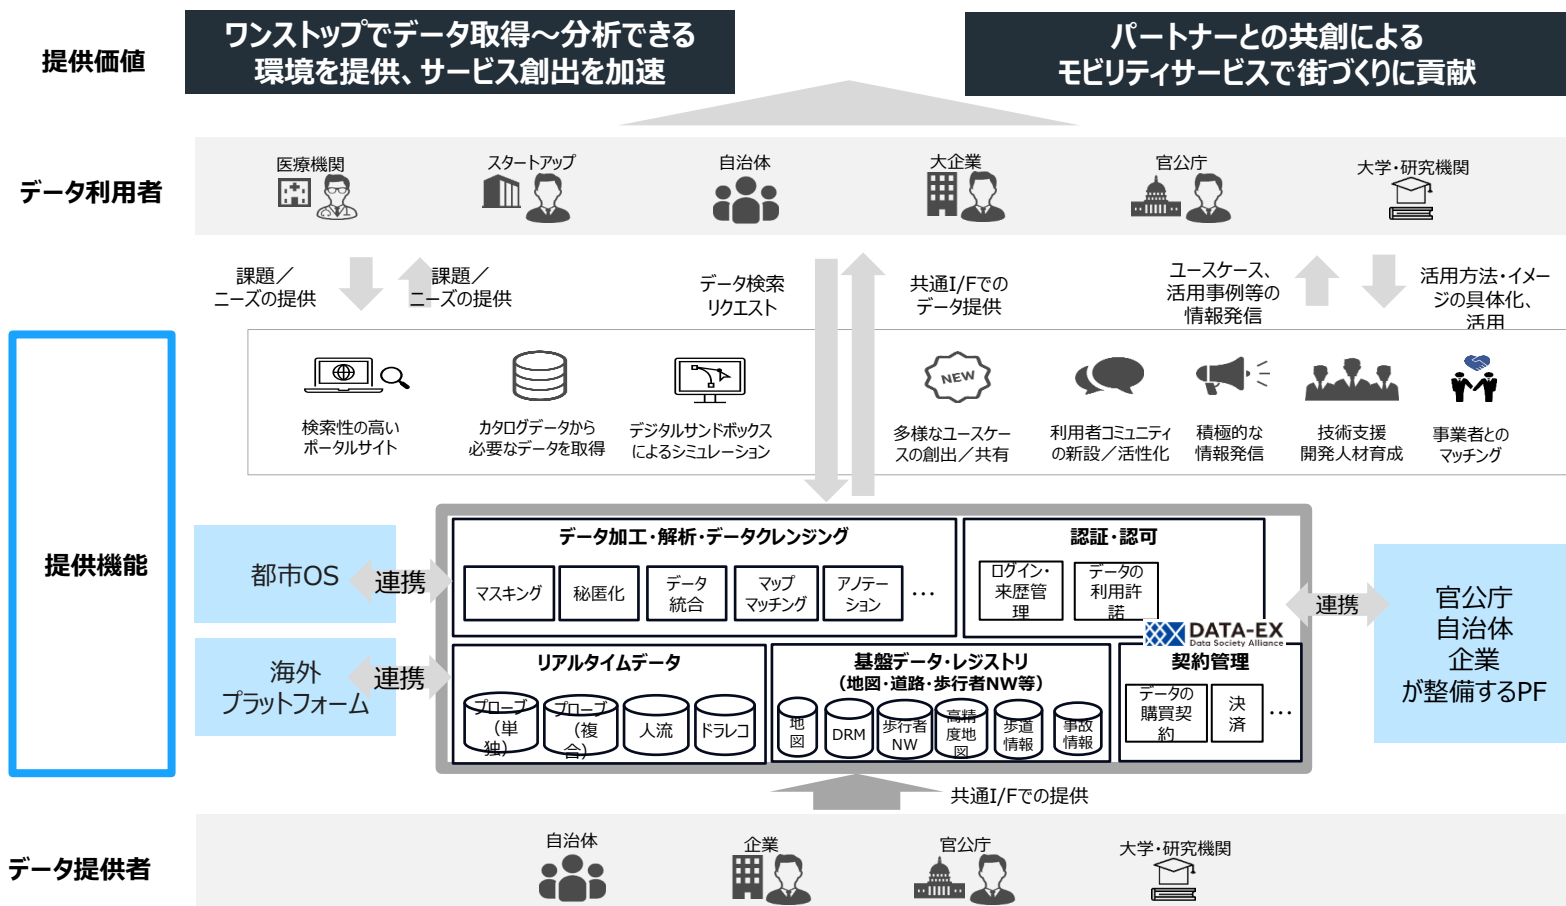 提供価値
ワンストップでデータ取得～分析できる
環境を提供、サービス創出を加速
パートナーとの共創による
モビリティサービスで街づくりに貢献
データ利用者
医療機関
スタートアップ
自治体
大企業
官公庁
大学・研究機関
課題／
ニーズの提供
課題／
ニーズの提供
データ検索
リクエスト
共通I/Fでの
データ提供
ユースケース、
活用事例等の
情報発信
活用方法・イメー
ジの具体化、
活用
提供機能
検索性の高い
ポータルサイト
カタログデータから
必要なデータを取得
デジタルサンドボックス
によるシミュレーション
NEW
多様なユースケー
スの創出／共有
利用者コミュニティ
の新設／活性化
積極的な
情報発信
技術支援
開発人材育成
事業者との
マッチング
都市OS
連携
海外
プラットフォーム
連携
データ加工・解析・データクレンジング
マスキング
秘匿化
データ
統合
マップ
マッチング
アノテー
ション
…
認証・認可
ログイン・
来歴管
理
データの
利用許
諾
DATA-EX
Data Society Alliance
リアルタイムデータ
プローブ
（単
独）
プローブ
（複
合）
人流
ドラレコ
基盤データ・レジストリ
（地図・道路・歩行者NW等）
地
図
DRM
歩行者
NW
高精
度地
図
歩道
情報
事故
情報
契約管理
データの
購買契
約
決
済
…
連携
官公庁
自治体
企業
が整備するPF
共通I/Fでの提供
データ提供者
自治体
企業
官公庁
大学・研究機関